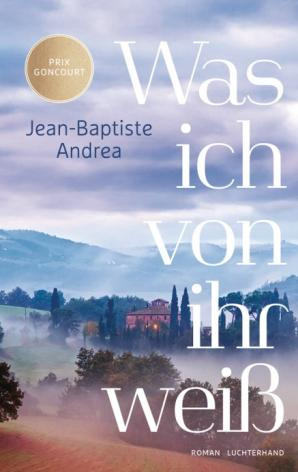 PRIX
GONCOURT
Jean-Baptiste
Andrea
Was
ich
von
ihr
weiß
ROMAN LUCHTERHAND